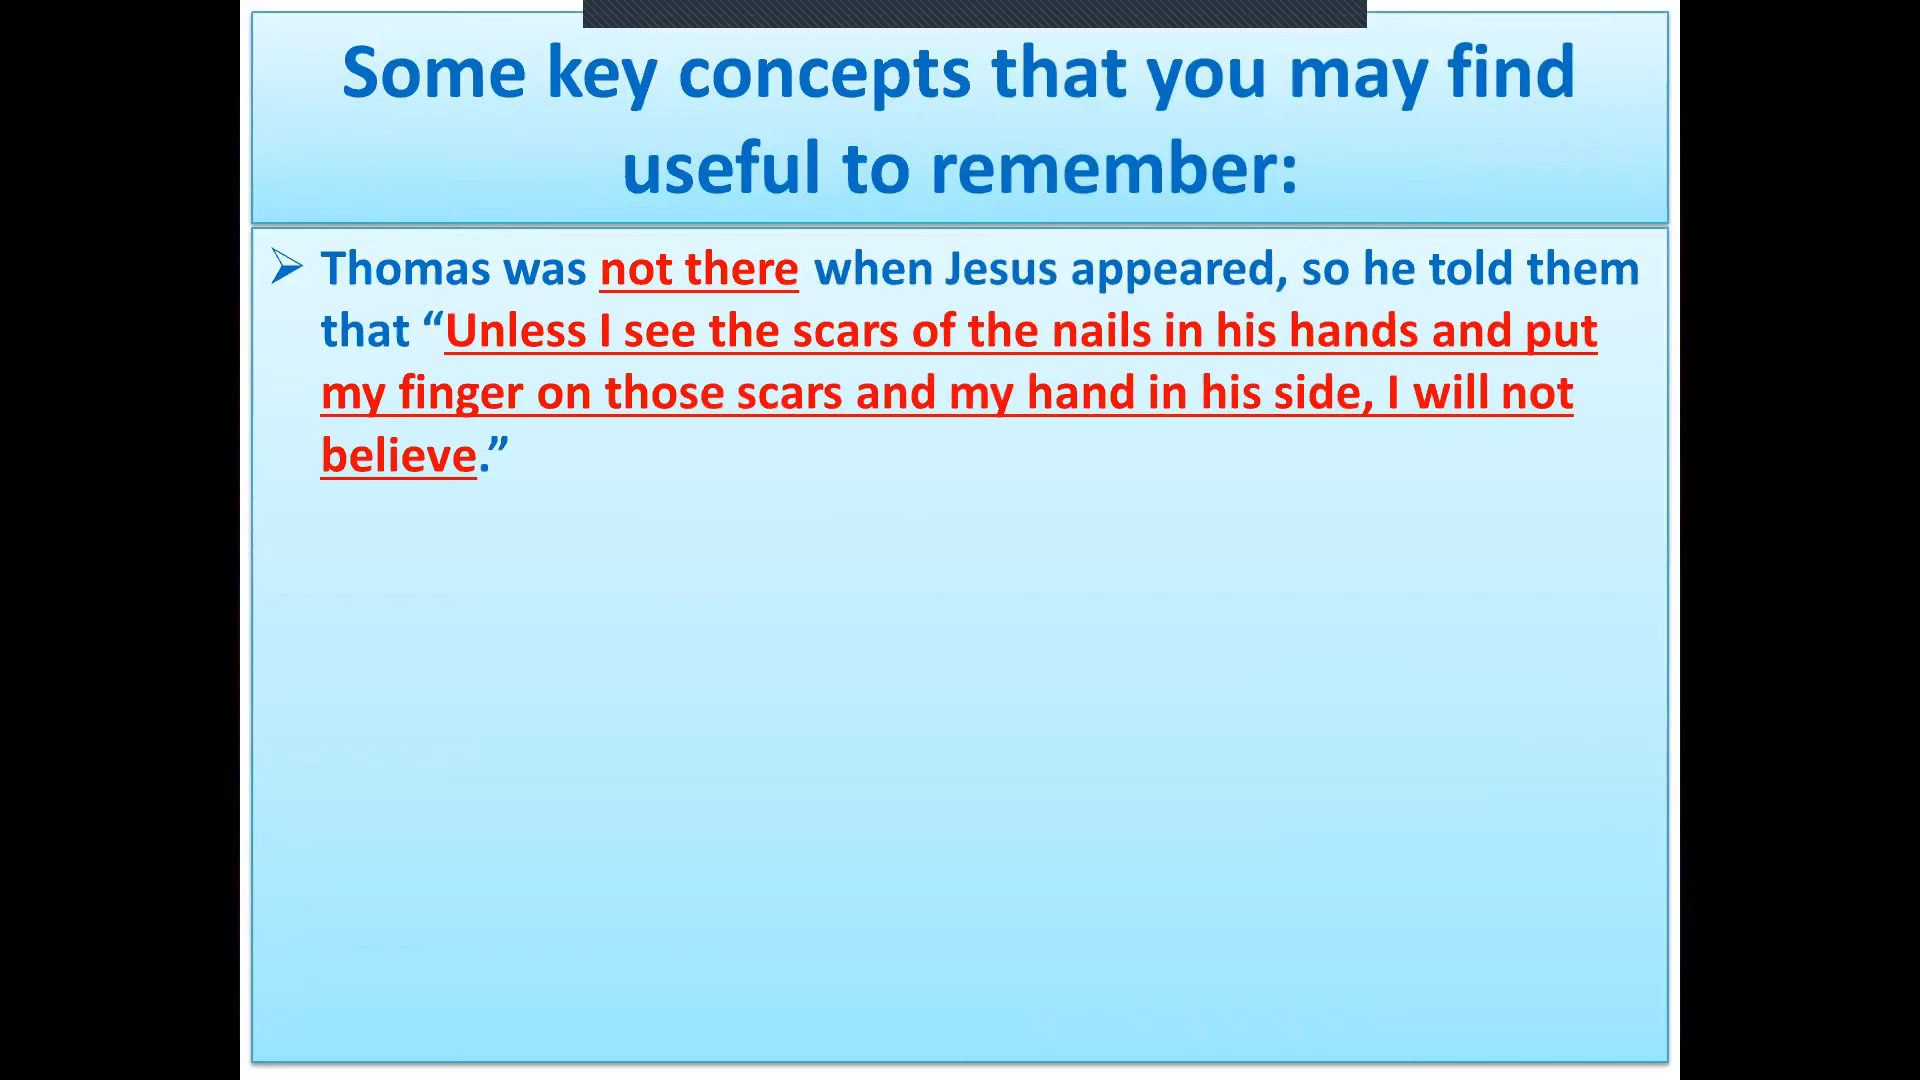 Some key concepts that you may find
useful to remember:
➢ Thomas was not there when Jesus appeared, so he told them
that “Unless I see the scars of the nails in his hands and put
my finger on those scars and my hand in his side, I will not
believe.”